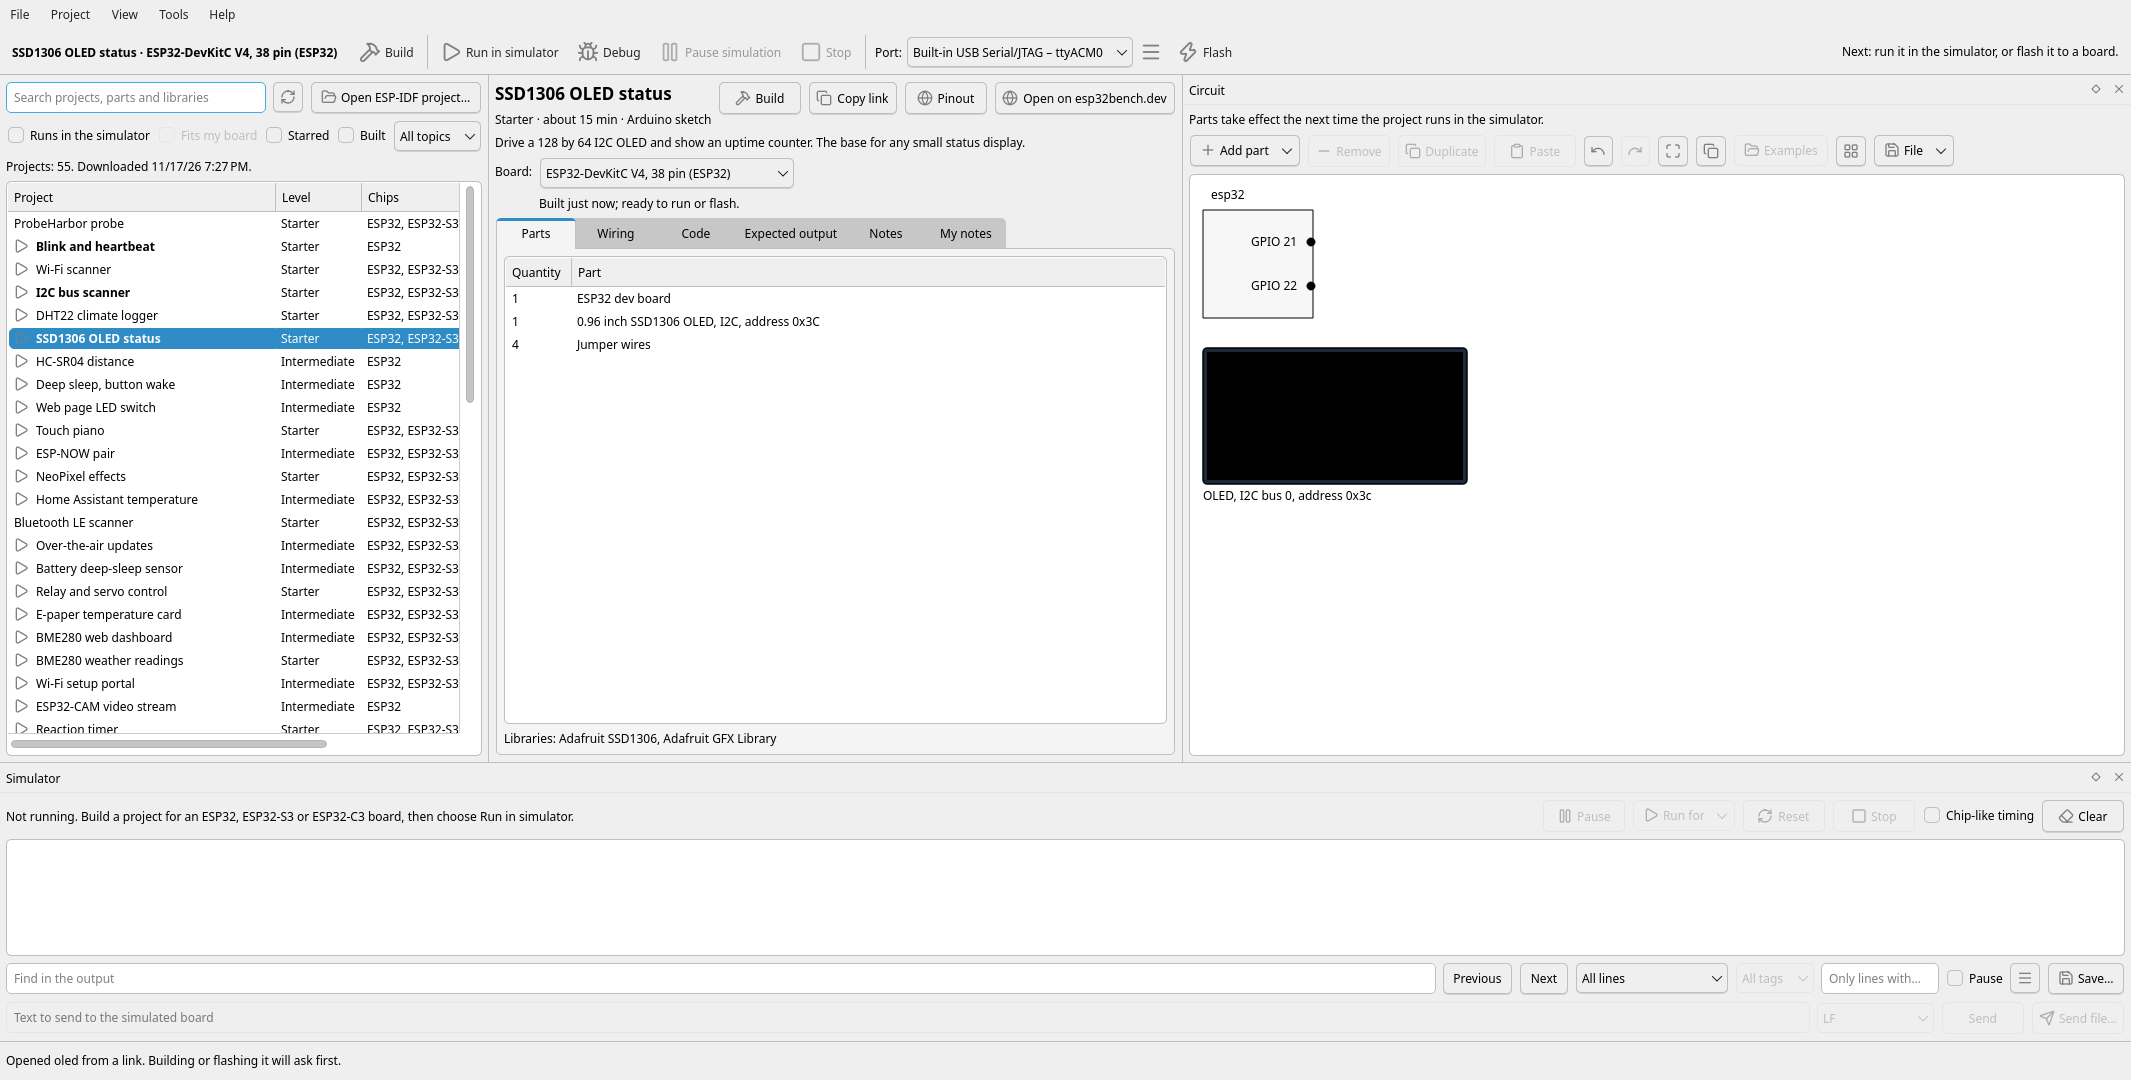 File Project View Tools Help
SSD1306 OLED status · ESP32-DevKitC V4, 38 pin (ESP32) Build Run in simulator Debug Pause simulation Stop Port: Built-in USB Serial/JTAG – ttyACM0 Flash Next: run it in the simulator, or flash it to a board.
Search projects, parts and libraries Open ESP-IDF project...
Runs in the simulator Fits my board Starred Built All topics
Projects: 55. Downloaded 11/17/26 7:27 PM.
Project Level Chips
ProbeHarbor probe Starter ESP32, ESP32-S3
Blink and heartbeat Starter ESP32
Wi-Fi scanner Starter ESP32, ESP32-S3
I2C bus scanner Starter ESP32, ESP32-S3
DHT22 climate logger Starter ESP32, ESP32-S3
SSD1306 OLED status Starter ESP32, ESP32-S3
HC-SR04 distance Intermediate ESP32
Deep sleep, button wake Intermediate ESP32
Web page LED switch Intermediate ESP32
Touch piano Starter ESP32, ESP32-S3
ESP-NOW pair Intermediate ESP32, ESP32-S3
NeoPixel effects Starter ESP32, ESP32-S3
Home Assistant temperature Intermediate ESP32, ESP32-S3
Bluetooth LE scanner Starter ESP32, ESP32-S3
Over-the-air updates Intermediate ESP32, ESP32-S3
Battery deep-sleep sensor Intermediate ESP32, ESP32-S3
Relay and servo control Starter ESP32, ESP32-S3
E-paper temperature card Intermediate ESP32, ESP32-S3
BME280 web dashboard Intermediate ESP32, ESP32-S3
BME280 weather readings Starter ESP32, ESP32-S3
Wi-Fi setup portal Intermediate ESP32, ESP32-S3
ESP32-CAM video stream Intermediate ESP32
Reaction timer Starter ESP32, ESP32-S3
SSD1306 OLED status Build Copy link Pinout Open on esp32bench.dev
Starter · about 15 min · Arduino sketch
Drive a 128 by 64 I2C OLED and show an uptime counter. The base for any small status display.
Board: ESP32-DevKitC V4, 38 pin (ESP32)
Built just now; ready to run or flash.
Parts Wiring Code Expected output Notes My notes
Quantity Part
1 ESP32 dev board
1 0.96 inch SSD1306 OLED, I2C, address 0x3C
4 Jumper wires
Libraries: Adafruit SSD1306, Adafruit GFX Library
Circuit
Parts take effect the next time the project runs in the simulator.
Add part Remove Duplicate Paste Examples File
esp32
GPIO 21
GPIO 22
OLED, I2C bus 0, address 0x3c
Simulator
Not running. Build a project for an ESP32, ESP32-S3 or ESP32-C3 board, then choose Run in simulator. Pause Run for Reset Stop Chip-like timing Clear
Find in the output Previous Next All lines All tags Only lines with... Pause Save...
Text to send to the simulated board LF Send Send file...
Opened oled from a link. Building or flashing it will ask first.